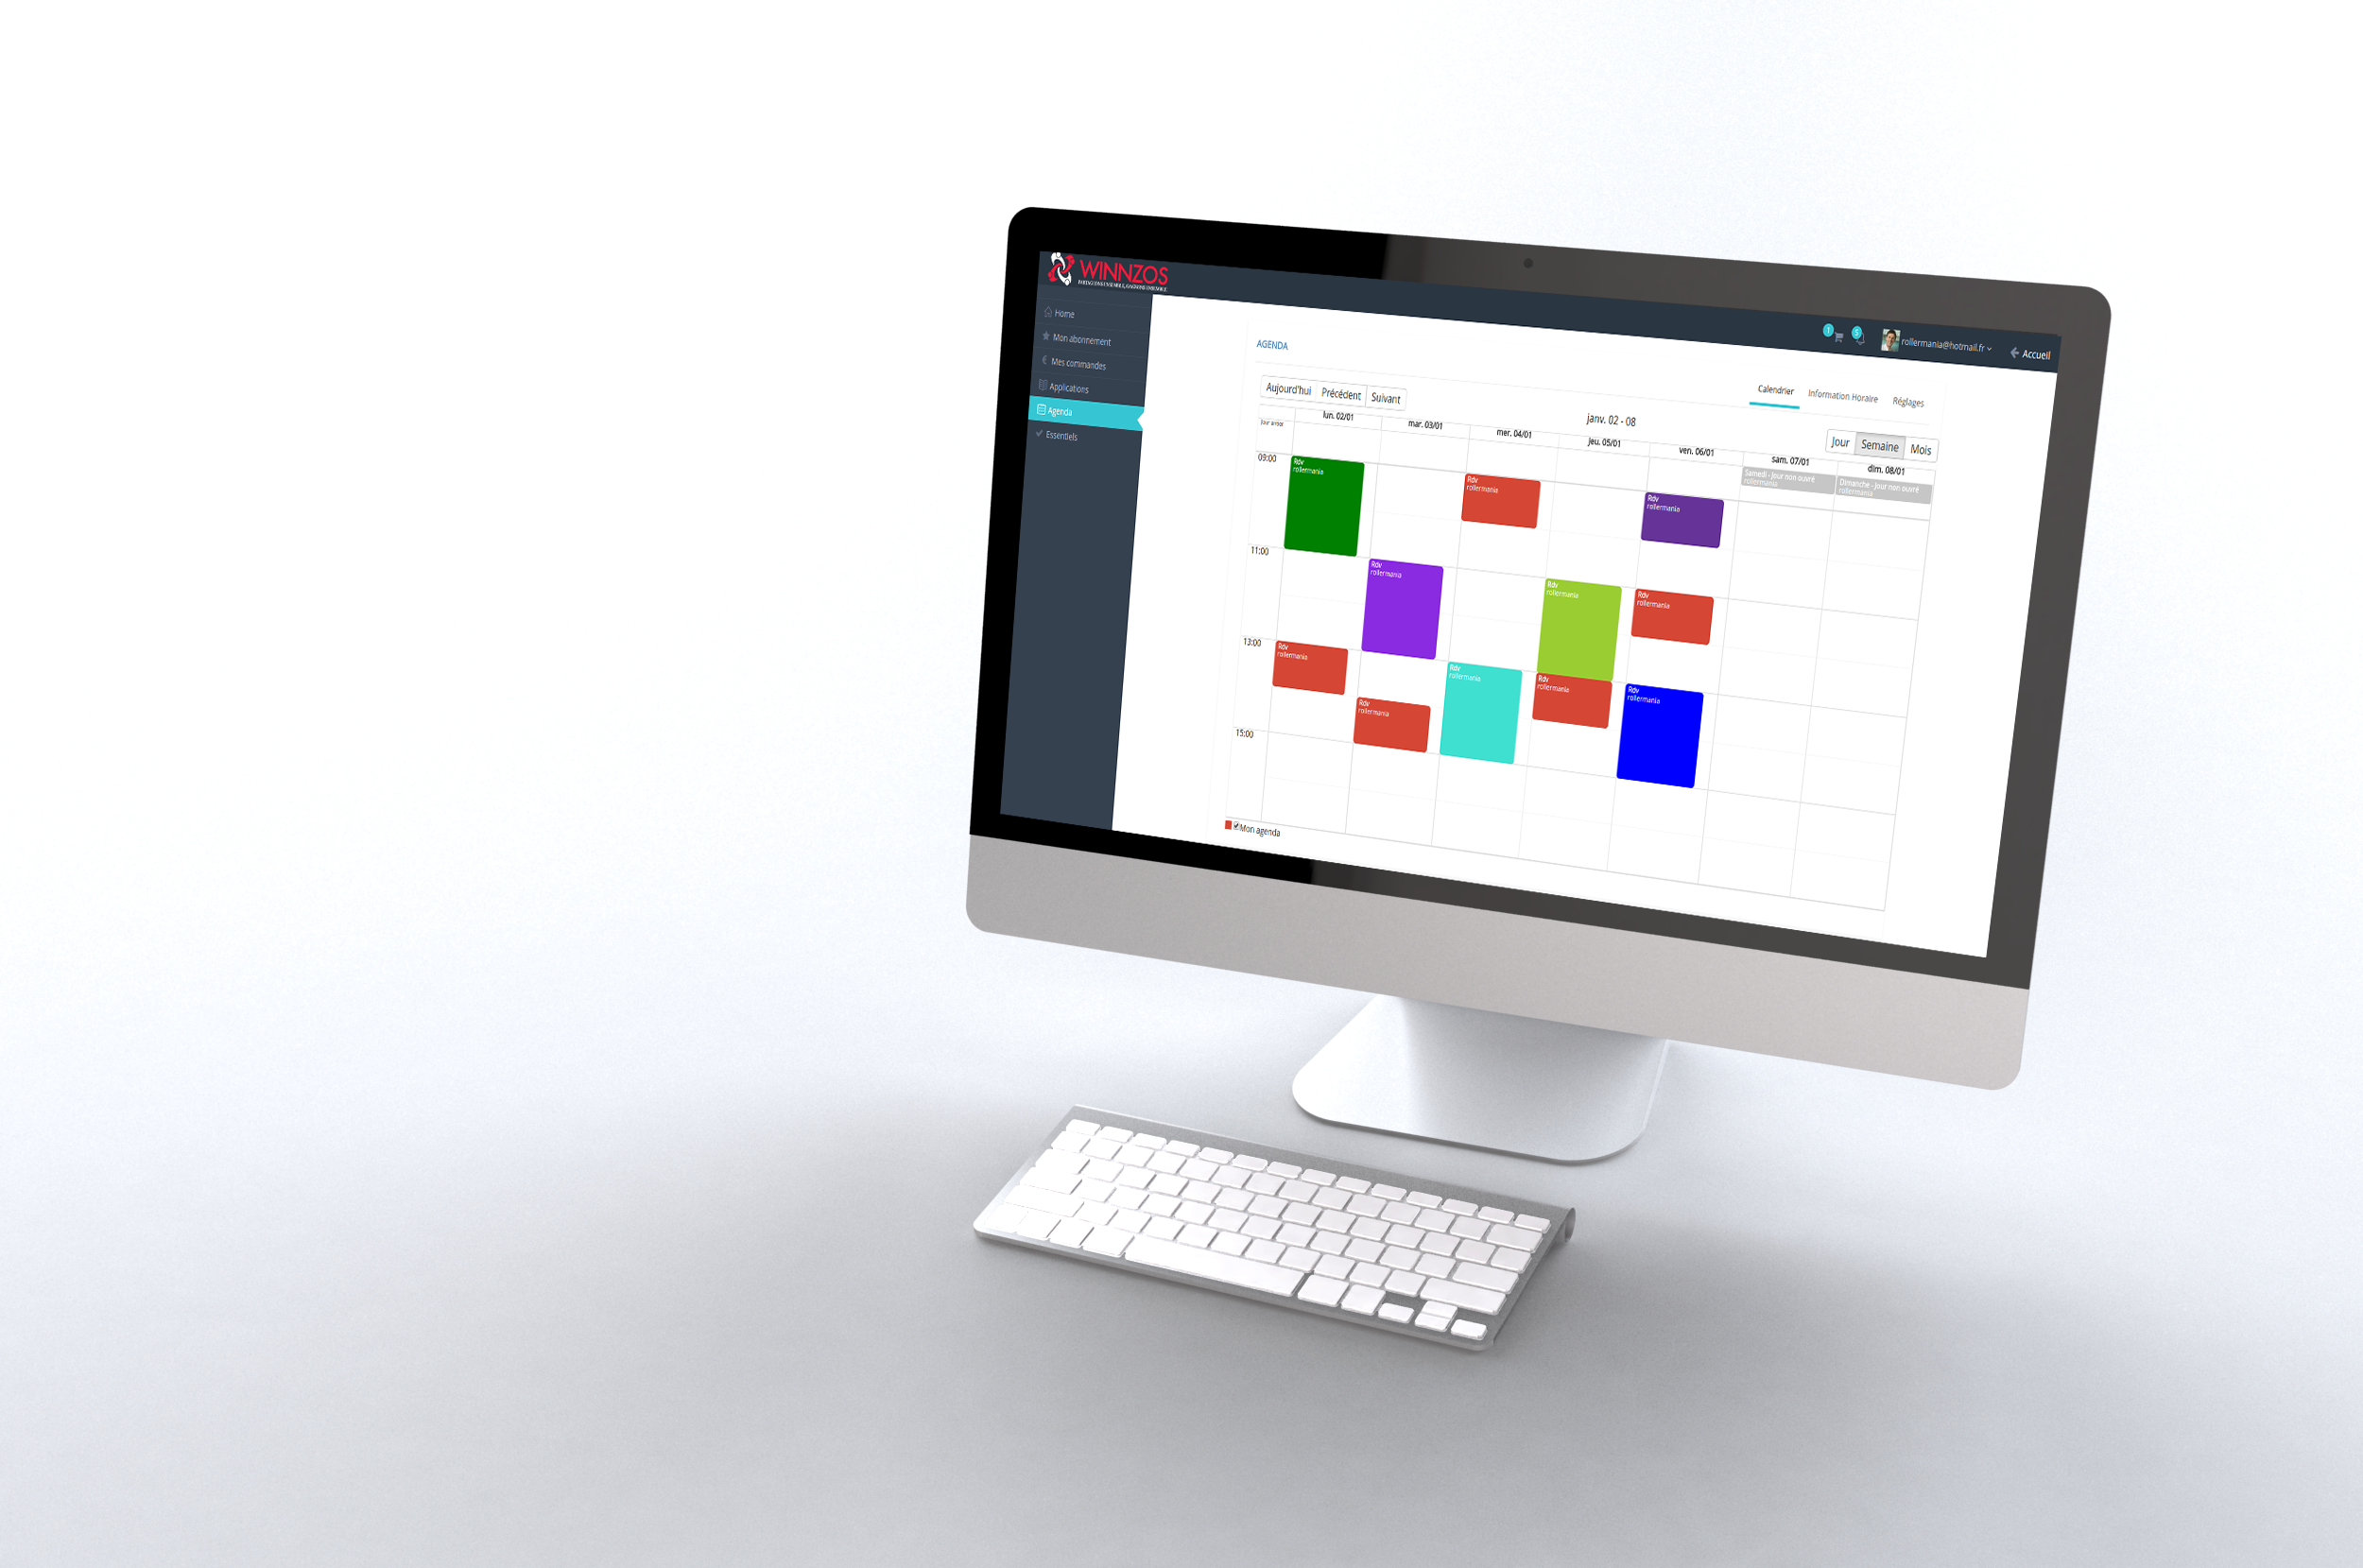 WINNZOS
PARTAGEONS ENSEMBLE, GAGNONS ENSEMBLE
Home
Mon abonnement
Mes commandes
Applications
Agenda
Essentiels
1
5
rollermania@hotmail.fr
Accueil
AGENDA
Calendrier
Information Horaire
Réglages
Aujourd'hui
Précédent
Suivant
janv. 02 - 08
Jour
Semaine
Mois
lun. 02/01
mar. 03/01
mer. 04/01
jeu. 05/01
ven. 06/01
sam. 07/01
dim. 08/01
Samedi - Jour non ouvré
rollermania
Dimanche - Jour non ouvré
rollermania
09:00
Rdv
rollermania
Rdv
rollermania
Rdv
rollermania
11:00
Rdv
rollermania
Rdv
rollermania
Rdv
rollermania
13:00
Rdv
rollermania
Rdv
rollermania
Rdv
rollermania
Rdv
rollermania
Rdv
rollermania
15:00
Mon agenda